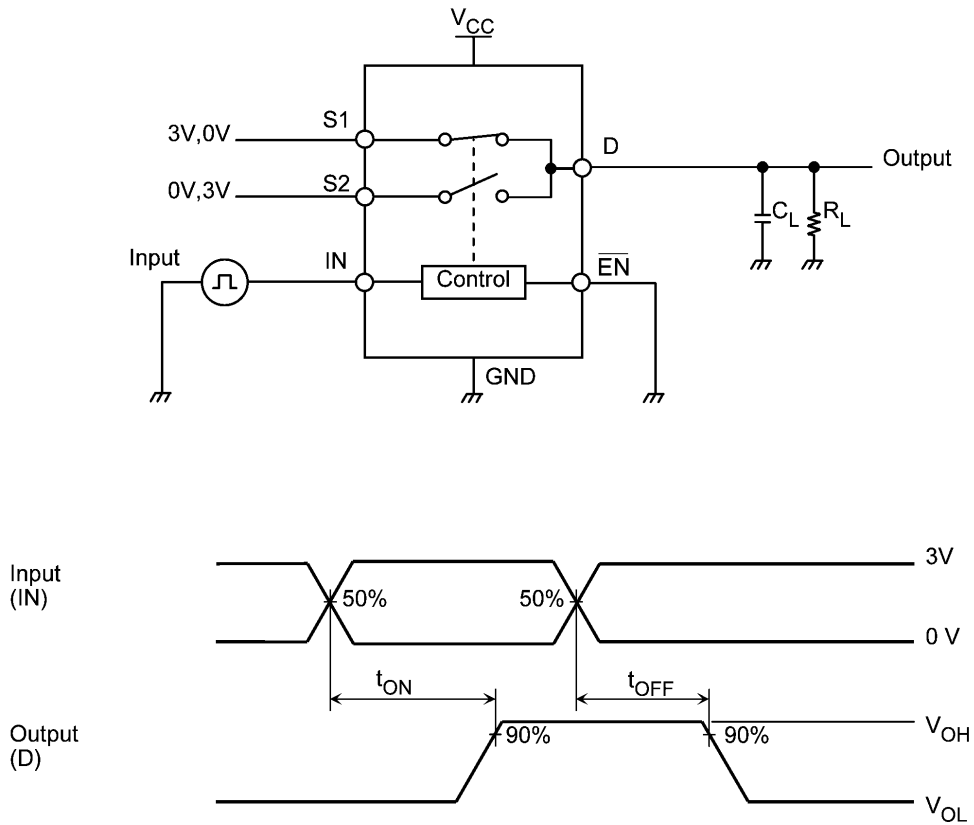 VCC
S1
3V,0V
D
Output
S2
0V,3V
CL
RL
Input
IN
Control
EN
GND
Input
(IN)
50%
50%
3V
0 V
tON
tOFF
Output
(D)
90%
90%
VOH
VOL